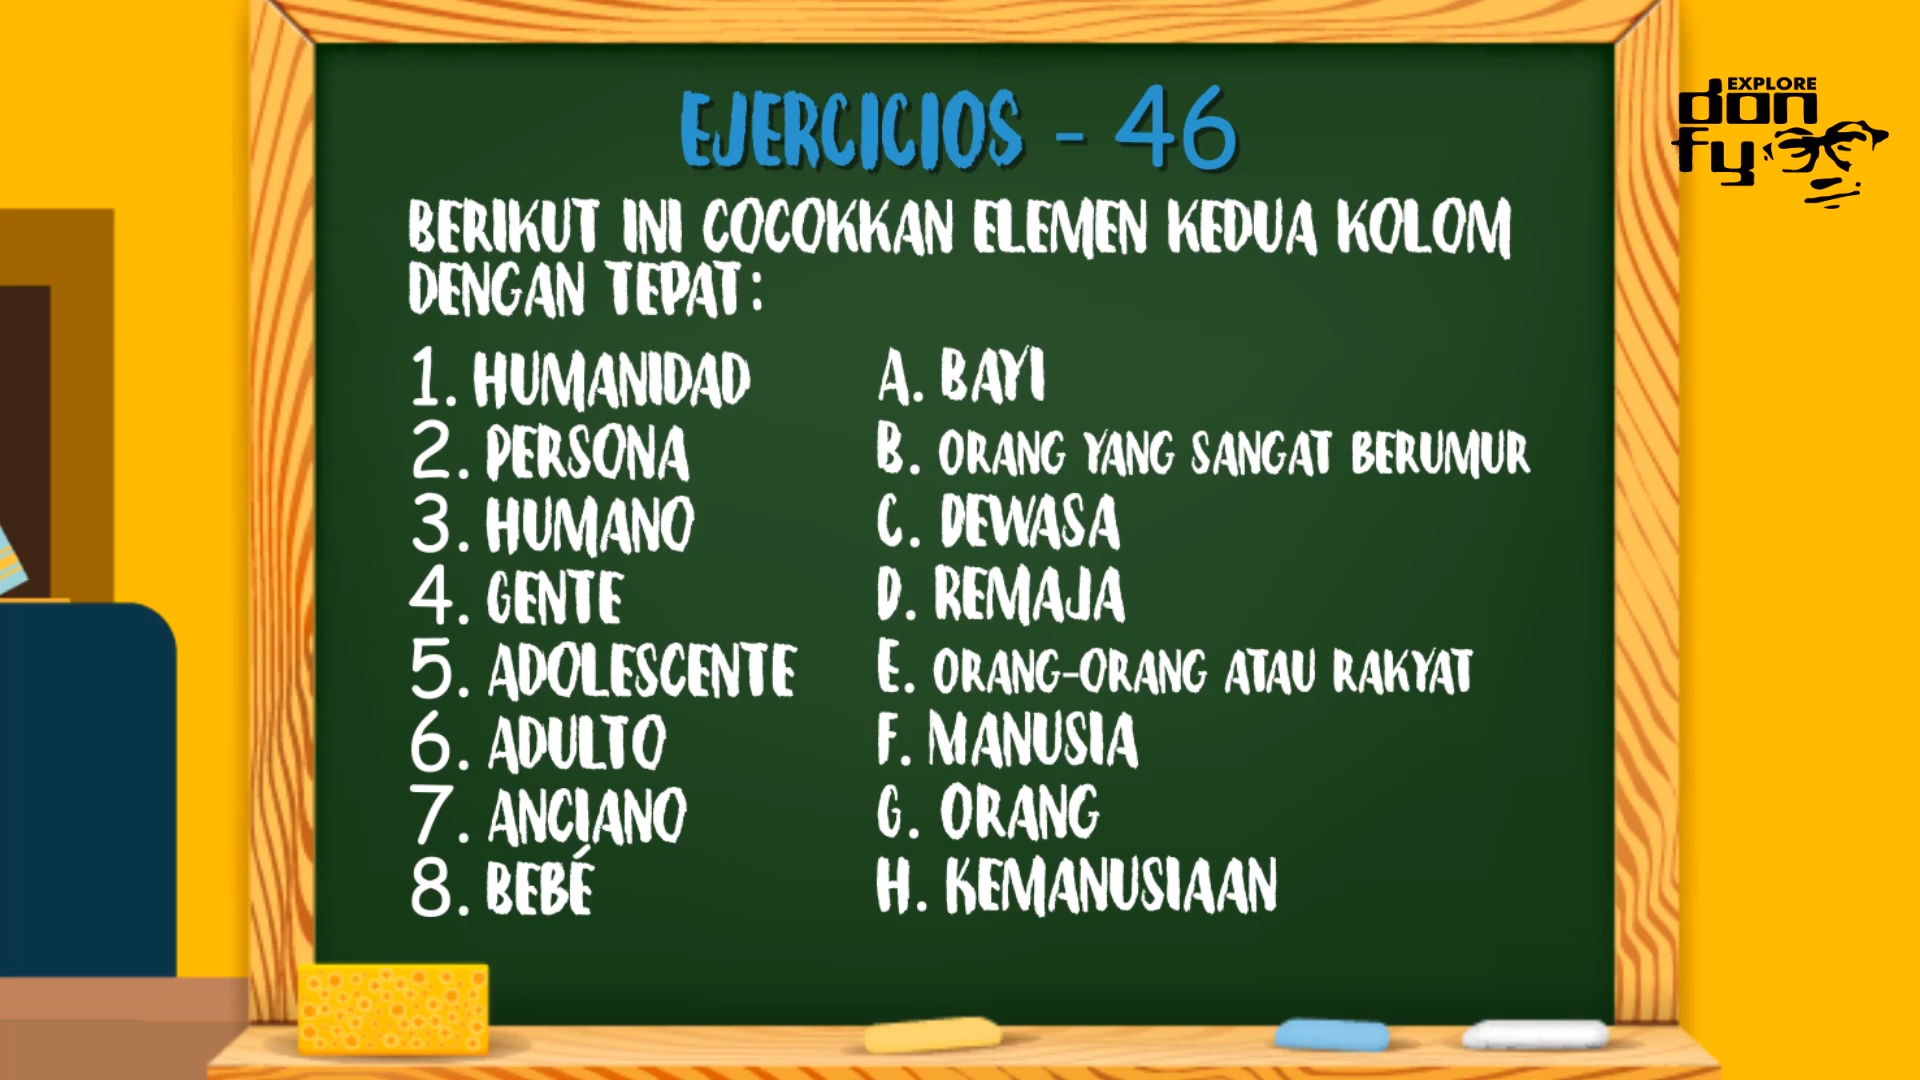 EJERCICIOS - 46
EXPLORE
don
fy
BERIKUT INI COCOKKAN ELEMEN KEDUA KOLOM
DENGAN TEPAT:
1. HUMANIDAD
2. PERSONA
3. HUMANO
4. GENTE
5. ADOLESCENTE
6. ADULTO
7. ANCIANO
8. BEBÉ
A. BAYI
B. ORANG YANG SANGAT BERUMUR
C. DEWASA
D. REMAJA
E. ORANG-ORANG ATAU RAKYAT
F. MANUSIA
G. ORANG
H. KEMANUSIAAN